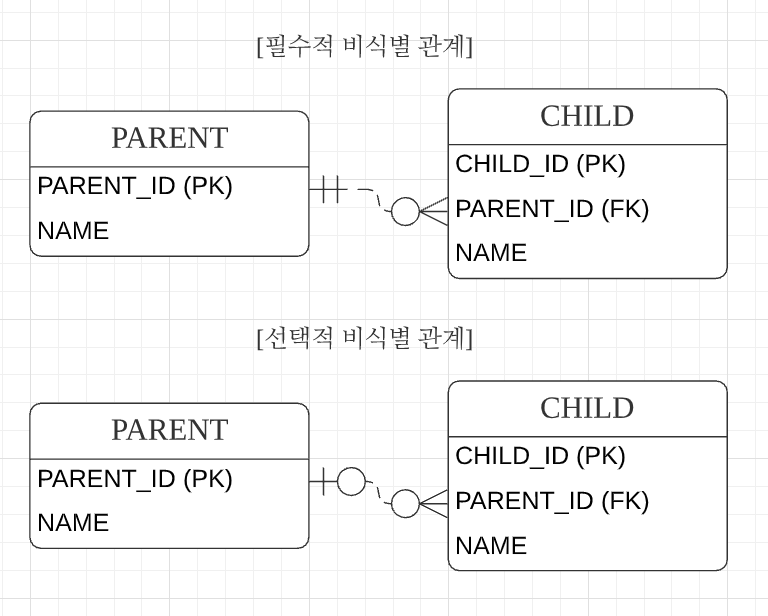 [필수적 비식별 관계]
PARENT
PARENT_ID (PK)
NAME
CHILD
CHILD_ID (PK)
PARENT_ID (FK)
NAME
[선택적 비식별 관계]
PARENT
PARENT_ID (PK)
NAME
CHILD
CHILD_ID (PK)
PARENT_ID (FK)
NAME